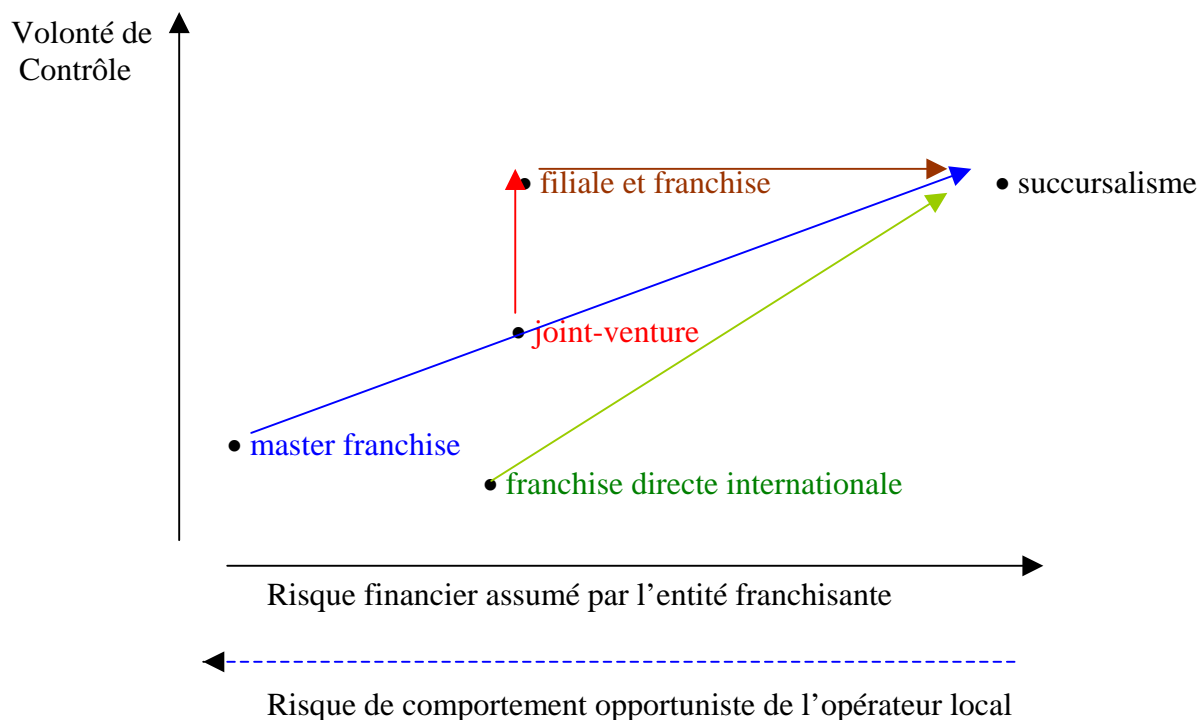 Volonté de
Contrôle
filiale et franchise
succursalisme
joint-venture
master franchise
franchise directe internationale
Risque financier assumé par l’entité franchisante
Risque de comportement opportuniste de l’opérateur local